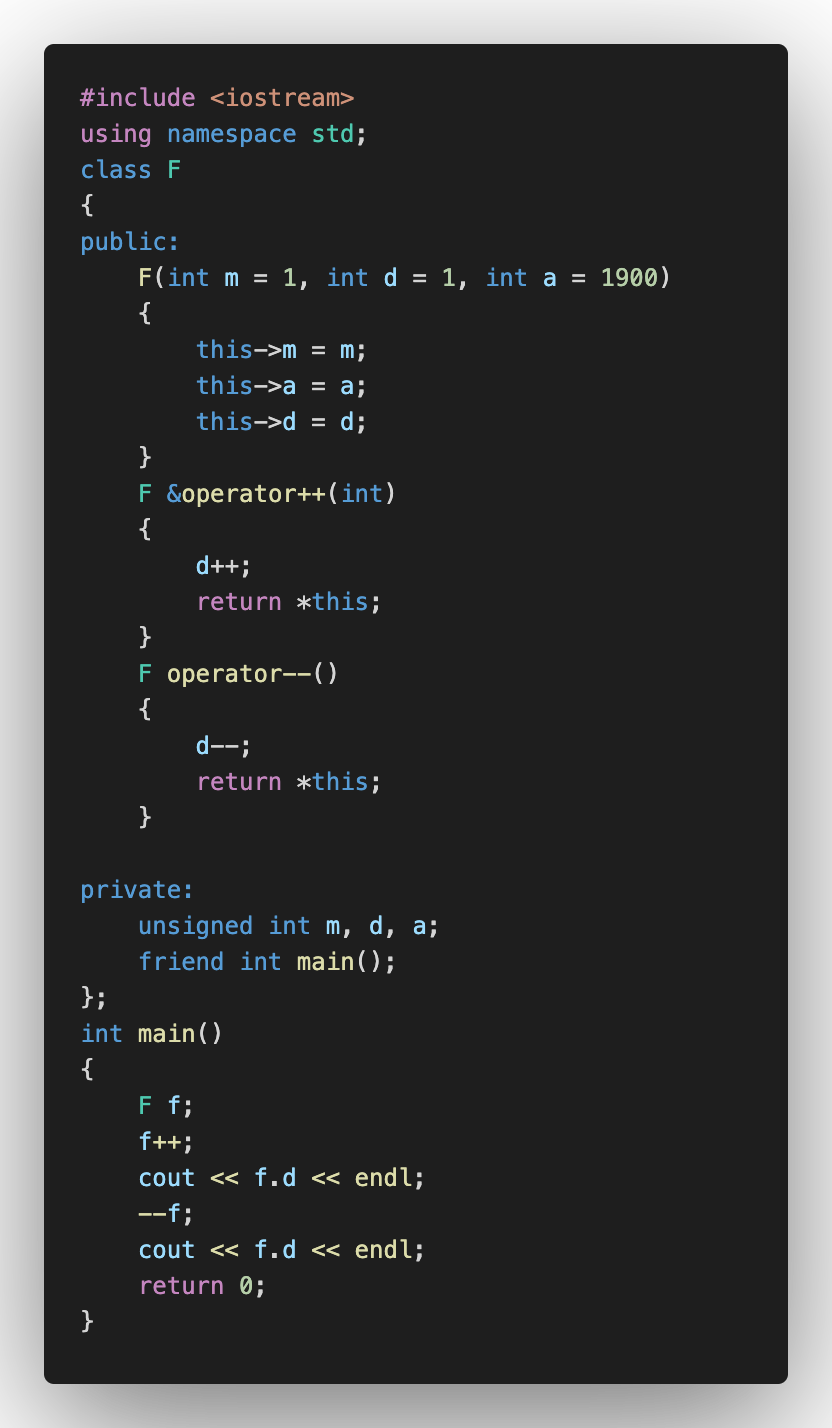 #include <iostream>
using namespace std;
class F
{
public:
    F(int m = 1, int d = 1, int a = 1900)
    {
        this->m = m;
        this->a = a;
        this->d = d;
    }
    F &operator++(int)
    {
        d++;
        return *this;
    }
    F operator--()
    {
        d--;
        return *this;
    }

private:
    unsigned int m, d, a;
    friend int main();
};
int main()
{
    F f;
    f++;
    cout << f.d << endl;
    --f;
    cout << f.d << endl;
    return 0;
}